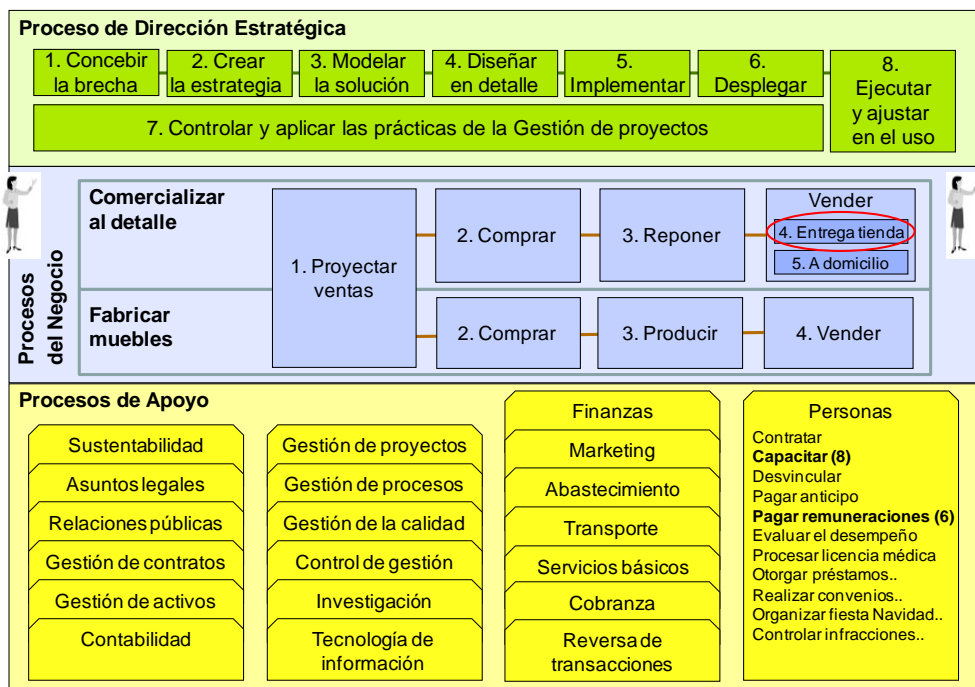 Proceso de Dirección Estratégica
1. Concebir
la brecha
2. Crear
la estrategia
3. Modelar
la solución
4. Diseñar
en detalle
5.
Implementar
6.
Desplegar
8.
Ejecutar
y ajustar
en el uso
7. Controlar y aplicar las prácticas de la Gestión de proyectos
Procesos
del Negocio
Comercializar
al detalle
1. Proyectar
ventas
2. Comprar
3. Reponer
Vender
4. Entrega tienda
5. A domicilio
Fabricar
muebles
2. Comprar
3. Producir
4. Vender
Procesos de Apoyo
Sustentabilidad
Asuntos legales
Relaciones públicas
Gestión de contratos
Gestión de activos
Contabilidad
Gestión de proyectos
Gestión de procesos
Gestión de la calidad
Control de gestión
Investigación
Tecnología de
información
Finanzas
Marketing
Abastecimiento
Transporte
Servicios básicos
Cobranza
Reversa de
transacciones
Personas
Contratar
Capacitar (8)
Desvincular
Pagar anticipo
Pagar remuneraciones (6)
Evaluar el desempeño
Procesar licencia médica
Otorgar préstamos..
Realizar convenios..
Organizar fiesta Navidad..
Controlar infracciones..